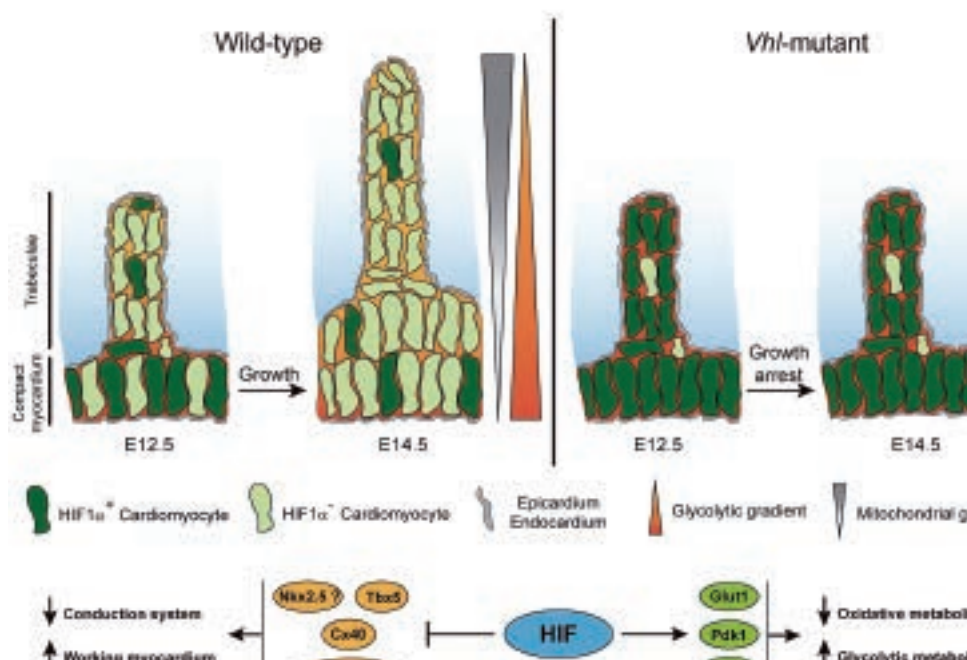 Wild-type
Vhl-mutant
Trabeculae
Compact
myocardium
Growth
Growth
arrest
E12.5
E14.5
E12.5
E14.5
HIF1α+ Cardiomyocyte
HIF1α- Cardiomyocyte
Epicardium
Endocardium
Glycolytic gradient
Mitochondrial g
Conduction system
Working myocardium
Nkx2.5 ?
Tbx5
Cx40
HIF
Glut1
Pdk1
Oxidative metaboli
Glycolytic metabo